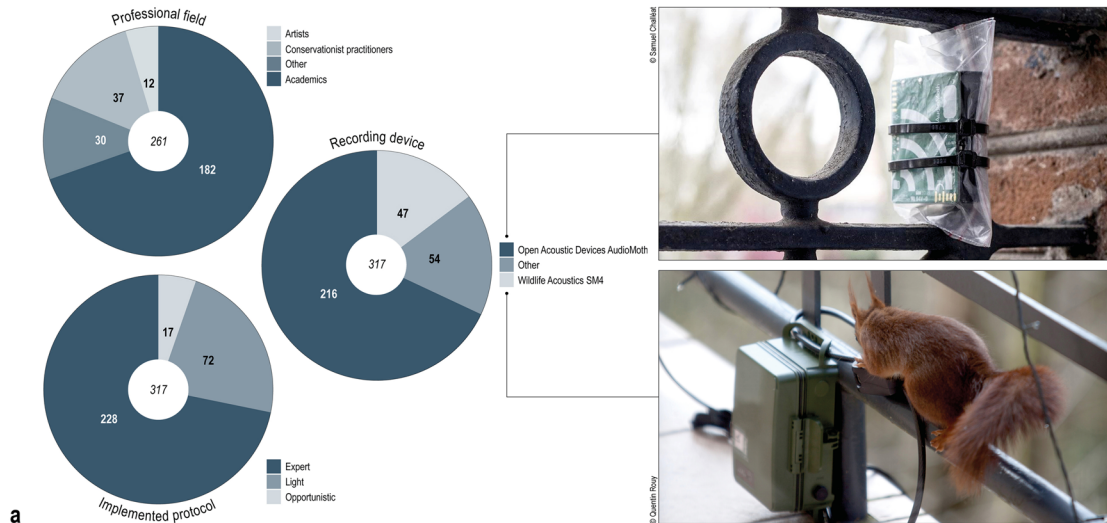 Professional field
12
37
30
261
182
Artists
Conservationist practitioners
Other
Academics
Recording device
47
54
317
216
Open Acoustic Devices AudioMoth
Other
Wildlife Acoustics SM4
17
72
317
228
Implemented protocol
Expert
Light
Opportunistic
© Samuel Challéat
© Quentin Rouy
a